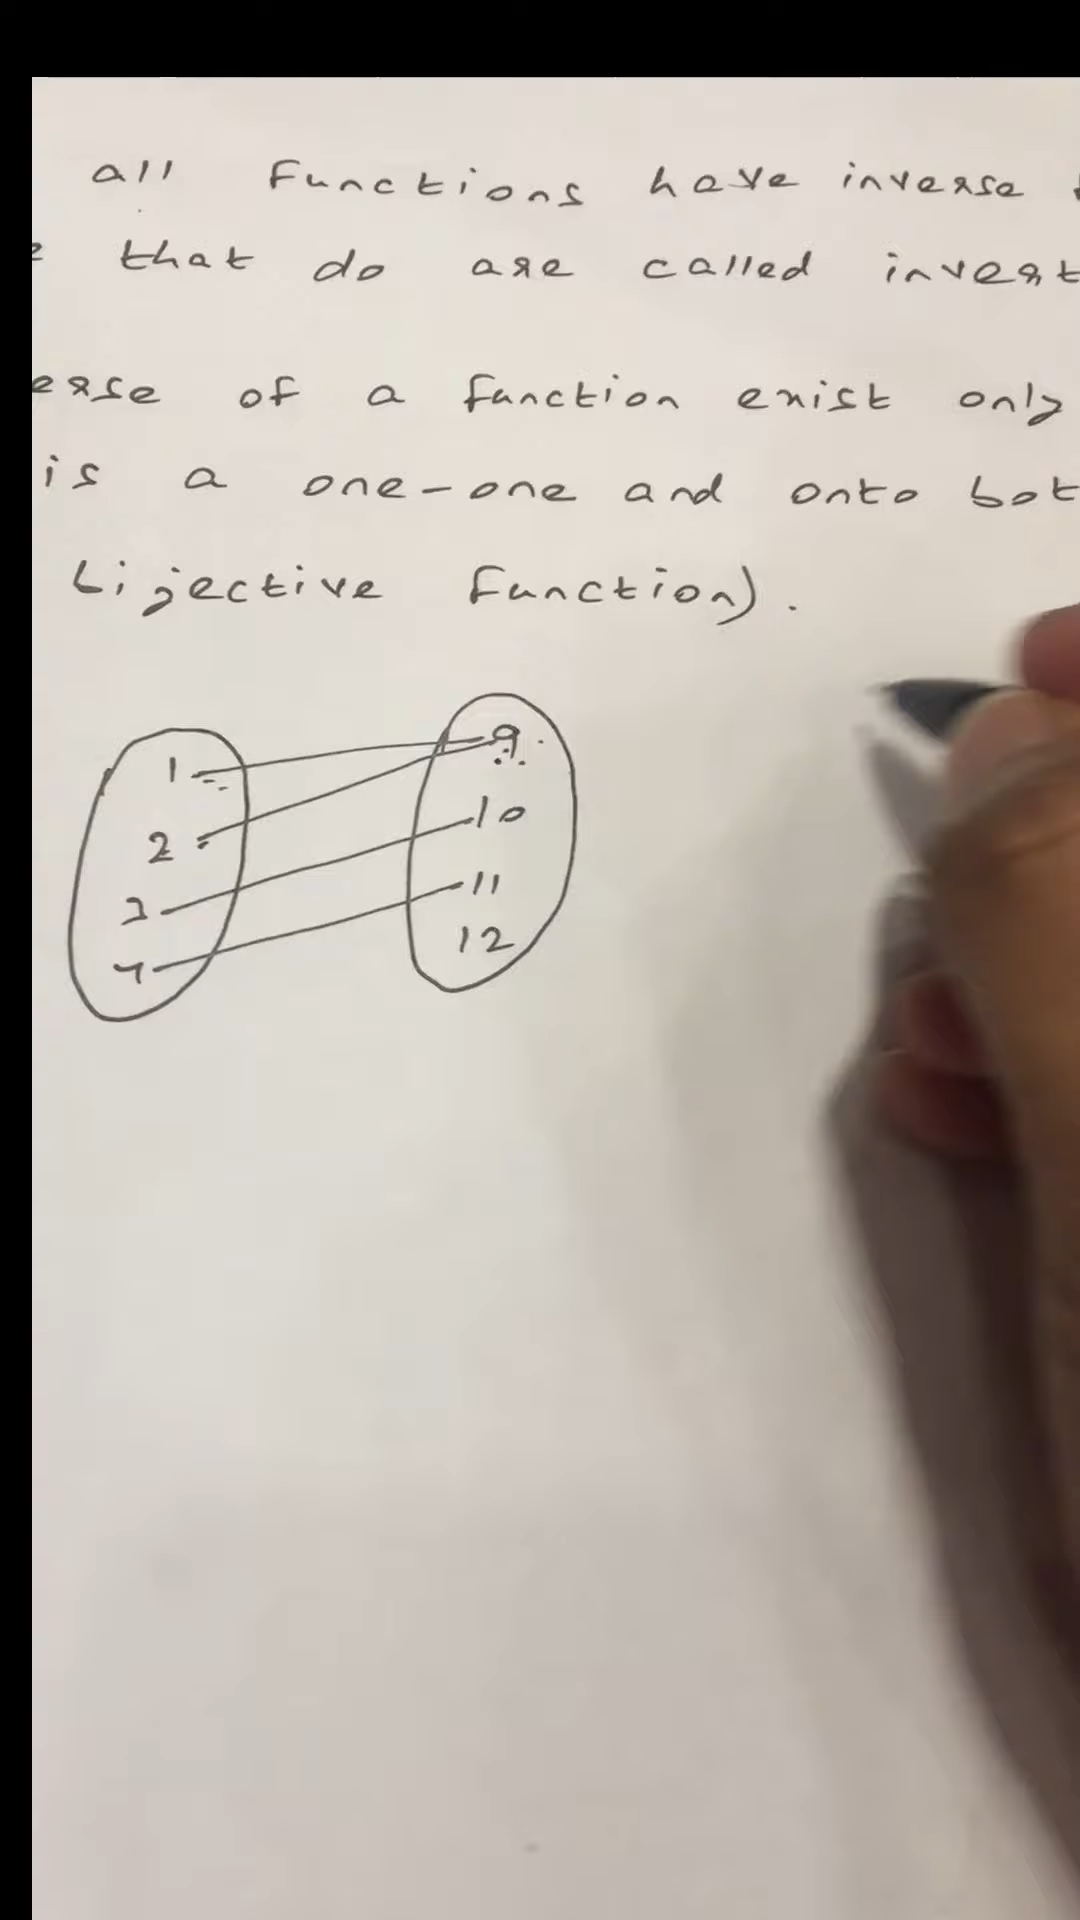 all functions have inverse
that do are called invert
erse of a function exist only
is a one-one and onto bot
bijective function).
1 9
2 10
3 11
4 12